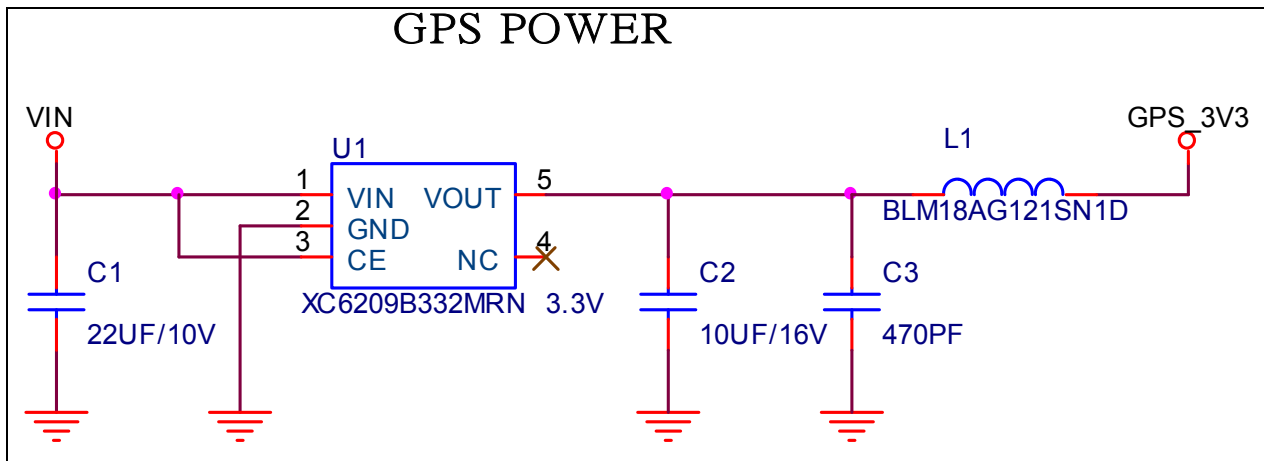 GPS POWER
VIN
GPS_3V3
L1
U1
1
5
VIN
VOUT
BLM18AG121SN1D
2
GND
3
4
CE
NC
C1
C2
C3
XC6209B332MRN 3.3V
22UF/10V
10UF/16V
470PF